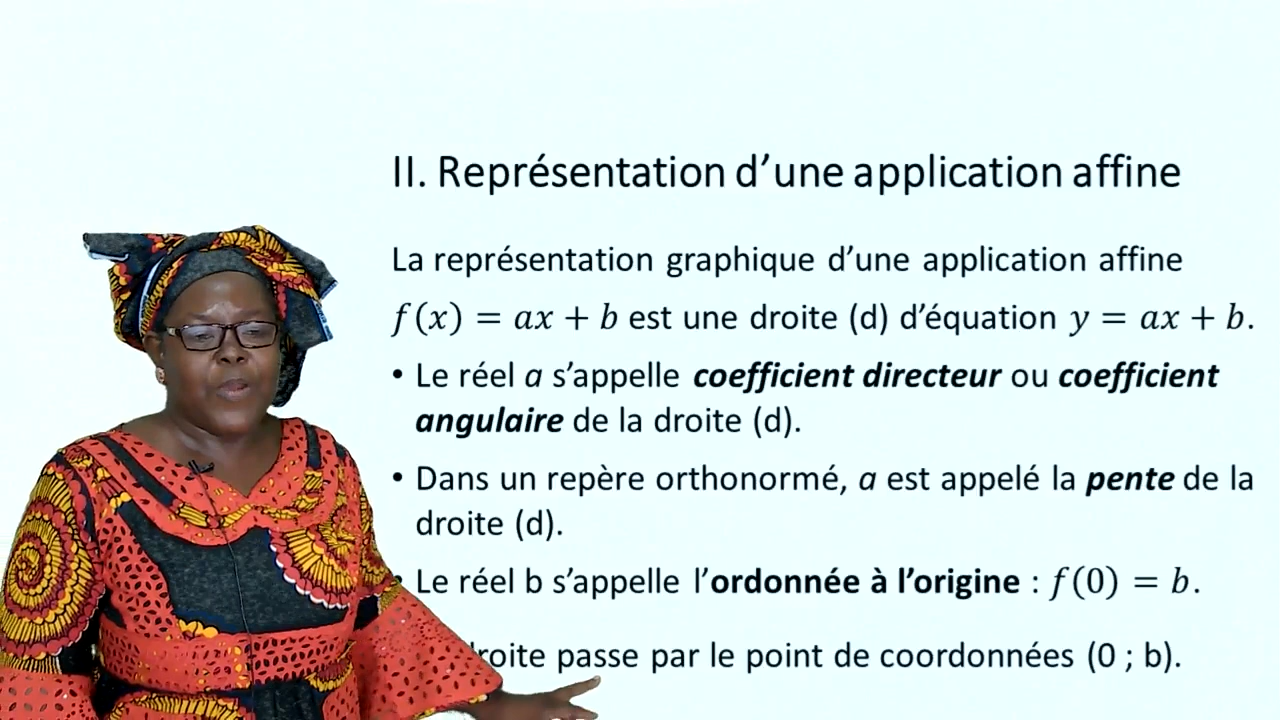 II. Représentation d’une application affine
La représentation graphique d’une application affine
f(x) = ax + b est une droite (d) d’équation y = ax + b.
• Le réel a s’appelle coefficient directeur ou coefficient
angulaire de la droite (d).
• Dans un repère orthonormé, a est appelé la pente de la
droite (d).
• Le réel b s’appelle l’ordonnée à l’origine : f(0) = b.
passe par le point de coordonnées (0 ; b).